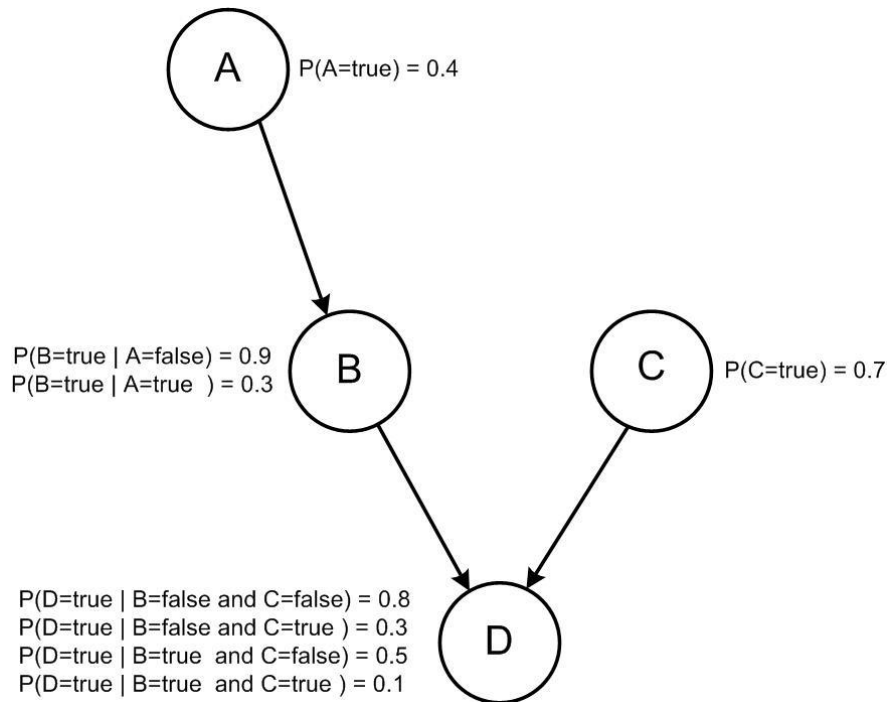 A
P(A=true) = 0.4
P(B=true | A=false) = 0.9
P(B=true | A=true  ) = 0.3
B
C
P(C=true) = 0.7
P(D=true | B=false and C=false) = 0.8
P(D=true | B=false and C=true ) = 0.3
P(D=true | B=true  and C=false) = 0.5
P(D=true | B=true  and C=true ) = 0.1
D